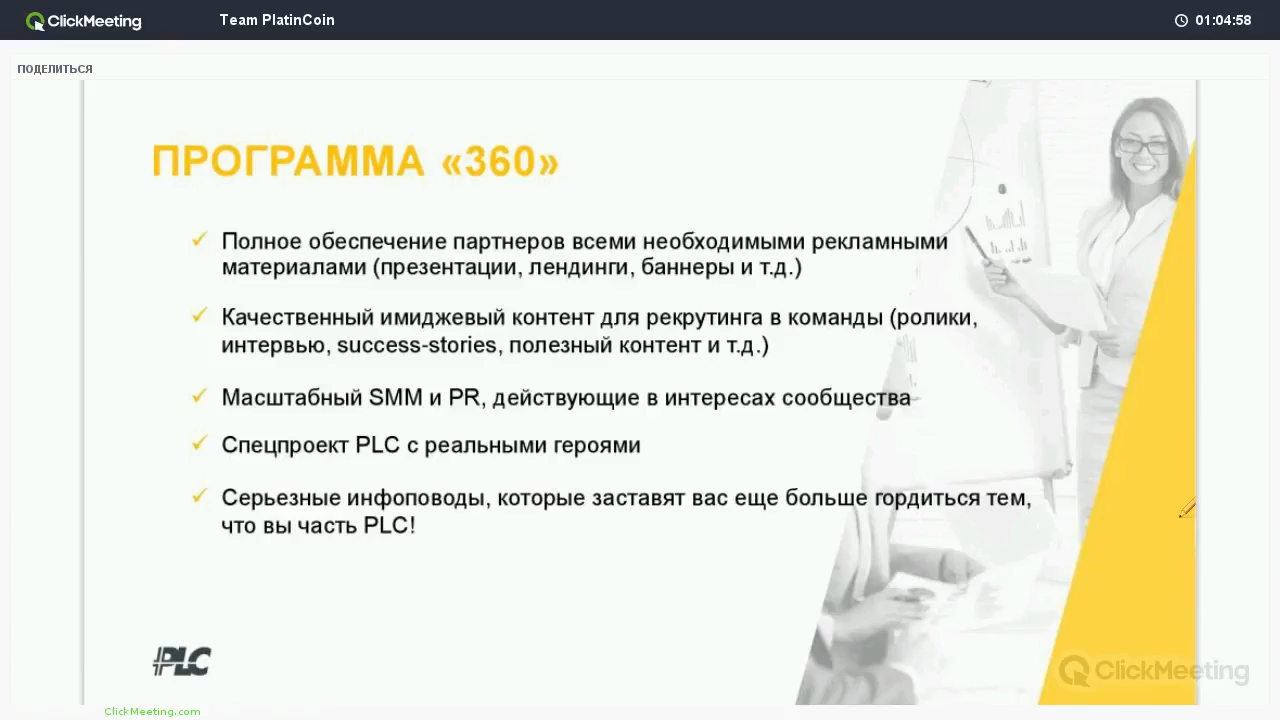 ClickMeeting
Team PlatinCoin
01:04:58
ПОДЕЛИТЬСЯ
ПРОГРАММА «360»
Полное обеспечение партнеров всеми необходимыми рекламными
материалами (презентации, лендинги, баннеры и т.д.)
Качественный имиджевый контент для рекрутинга в команды (ролики,
интервью, success-stories, полезный контент и т.д.)
Масштабный SMM и PR, действующие в интересах сообщества
Спецпроект PLC с реальными героями
Серьезные инфоповоды, которые заставят вас еще больше гордиться тем,
что вы часть PLC!
PLC
ClickMeeting
ClickMeeting.com